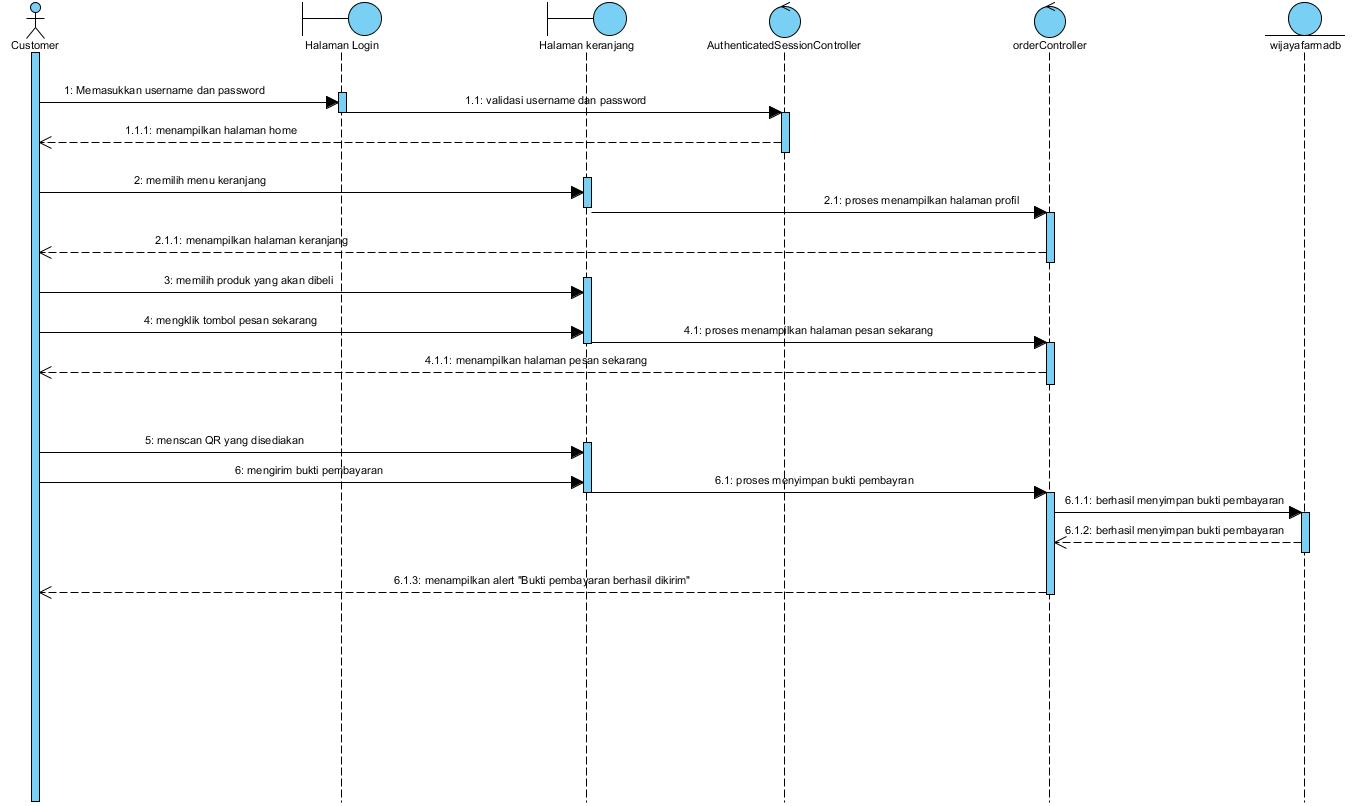 Customer
Halaman Login
Halaman keranjang
AuthenticatedSessionController
orderController
wijayafarmadb
1: Memasukkan username dan password
1.1: validasi username dan password
1.1.1: menampilkan halaman home
2: memilih menu keranjang
2.1: proses menampilkan halaman profil
2.1.1: menampilkan halaman keranjang
3: memilih produk yang akan dibeli
4: mengklik tombol pesan sekarang
4.1: proses menampilkan halaman pesan sekarang
4.1.1: menampilkan halaman pesan sekarang
5: menscan QR yang disediakan
6: mengirim bukti pembayaran
6.1: proses menyimpan bukti pembayran
6.1.1: berhasil menyimpan bukti pembayaran
6.1.2: berhasil menyimpan bukti pembayaran
6.1.3: menampilkan alert "Bukti pembayaran berhasil dikirim"